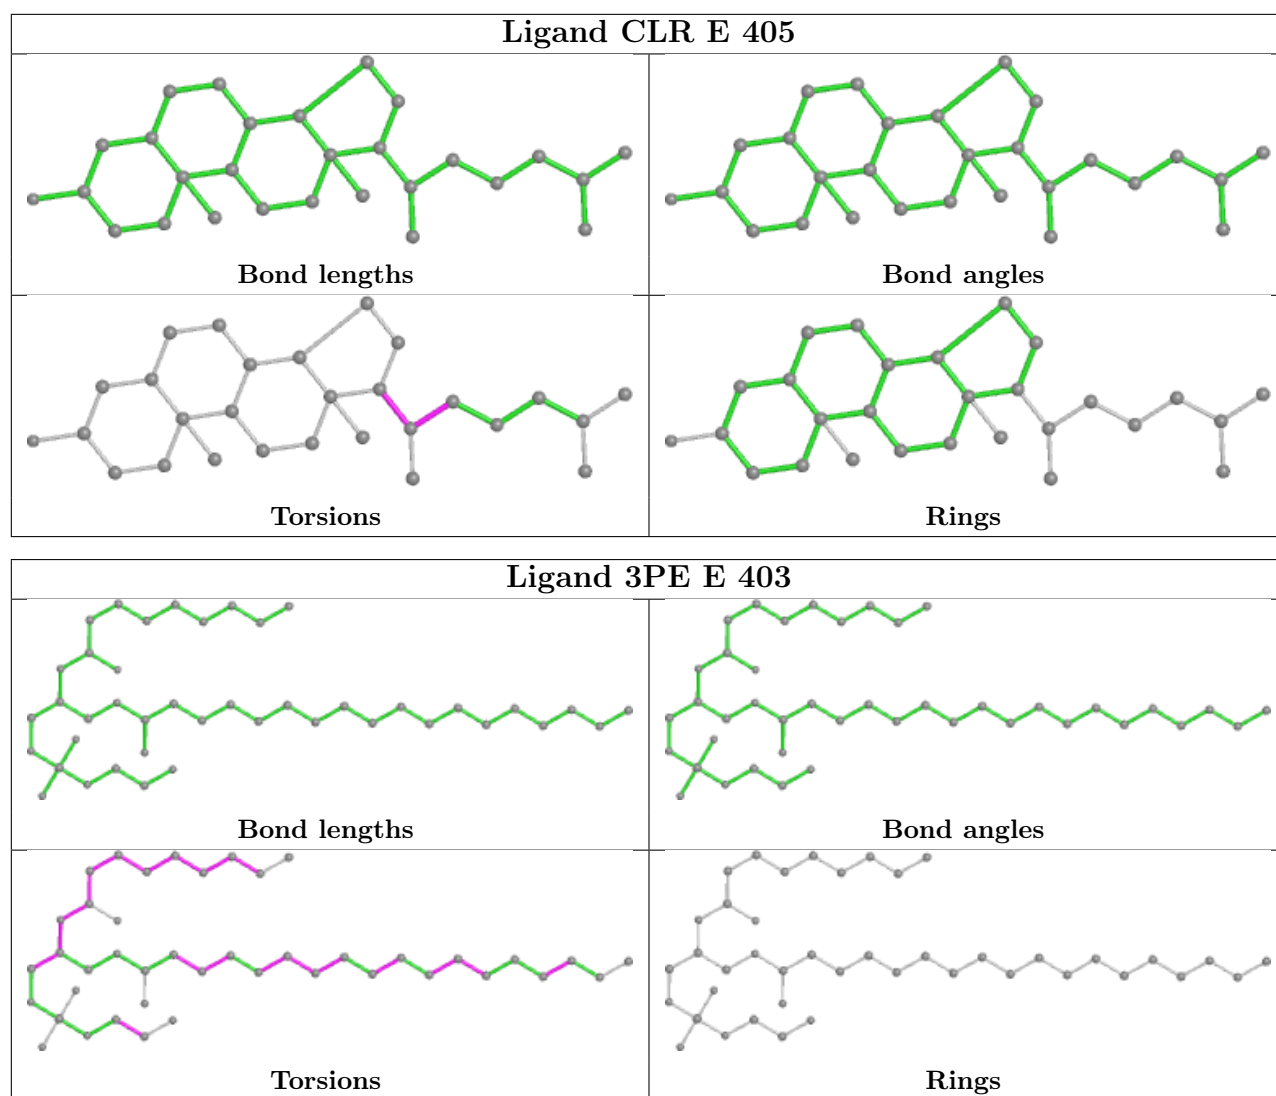 Ligand CLR E 405
Bond lengths
Bond angles
Torsions
Rings
Ligand 3PE E 403
Bond lengths
Bond angles
Torsions
Rings